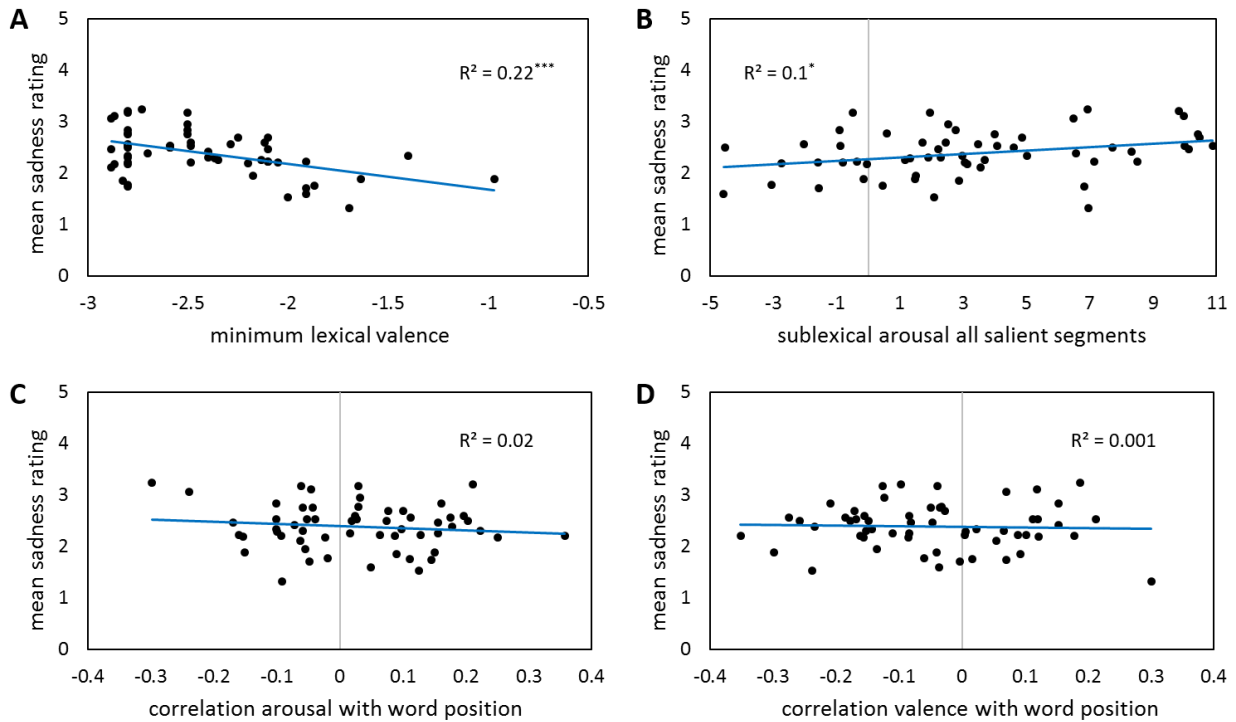 A
mean sadness rating
5
4
3
2
1
0
R² = 0.22***
-3 -2.5 -2 -1.5 -1 -0.5
minimum lexical valence
B
mean sadness rating
5
4
3
2
1
0
R² = 0.1*
-5 -3 -1 1 3 5 7 9 11
sublexical arousal all salient segments
C
mean sadness rating
5
4
3
2
1
0
R² = 0.02
-0.4 -0.3 -0.2 -0.1 0 0.1 0.2 0.3 0.4
correlation arousal with word position
D
mean sadness rating
5
4
3
2
1
0
R² = 0.001
-0.4 -0.3 -0.2 -0.1 0 0.1 0.2 0.3 0.4
correlation valence with word position